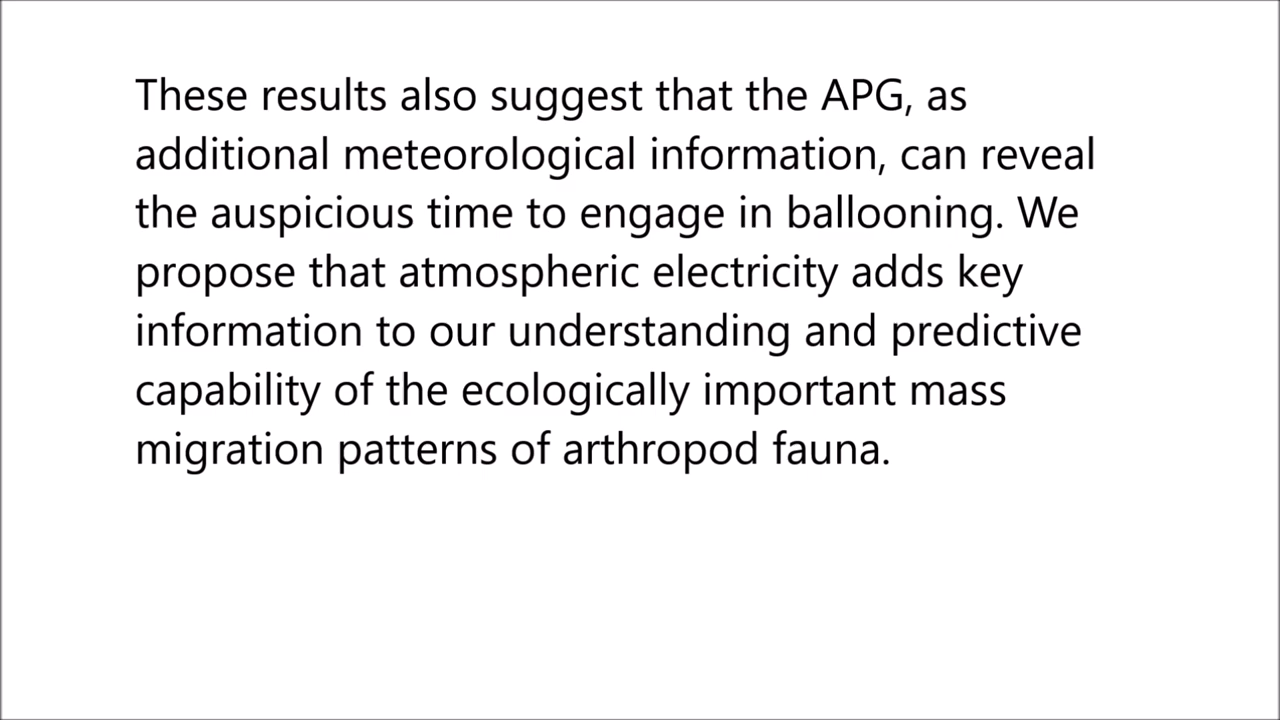 These results also suggest that the APG, as
additional meteorological information, can reveal
the auspicious time to engage in ballooning. We
propose that atmospheric electricity adds key
information to our understanding and predictive
capability of the ecologically important mass
migration patterns of arthropod fauna.